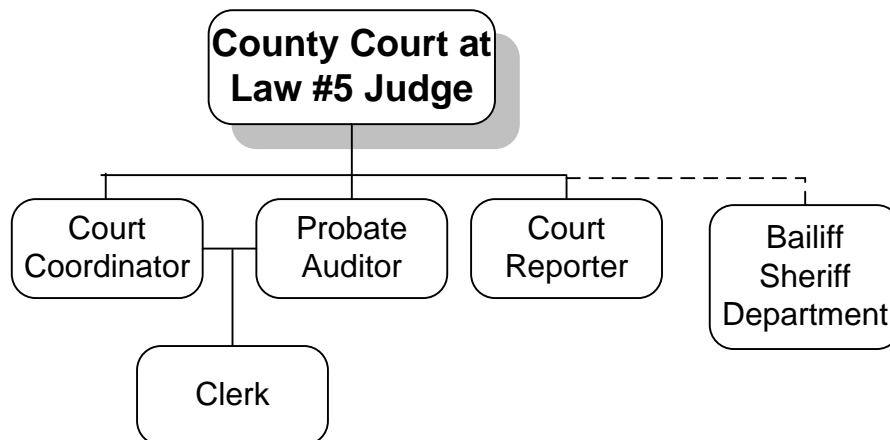 County Court at
Law #5 Judge
Court
Coordinator
Probate
Auditor
Court
Reporter
Bailiff
Sheriff
Department
Clerk